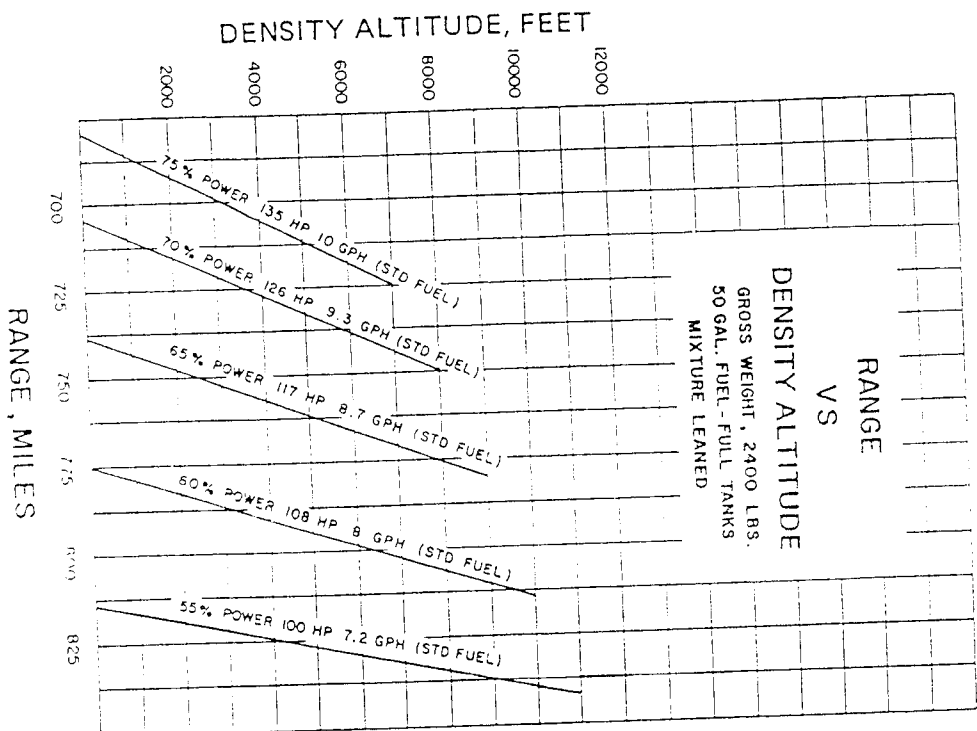 RANGE
VS
DENSITY ALTITUDE
GROSS WEIGHT, 2400 LBS.
50 GAL. FUEL - FULL TANKS
MIXTURE LEANED
DENSITY ALTITUDE, FEET
2000
4000
6000
8000
10000
12000
75% POWER 135 HP 10 GPH (STD FUEL)
70% POWER 126 HP 9.3 GPH (STD FUEL)
65% POWER 117 HP 8.7 GPH (STD FUEL)
60% POWER 108 HP 8 GPH (STD FUEL)
55% POWER 100 HP 7.2 GPH (STD FUEL)
700
725
750
775
800
825
RANGE, MILES